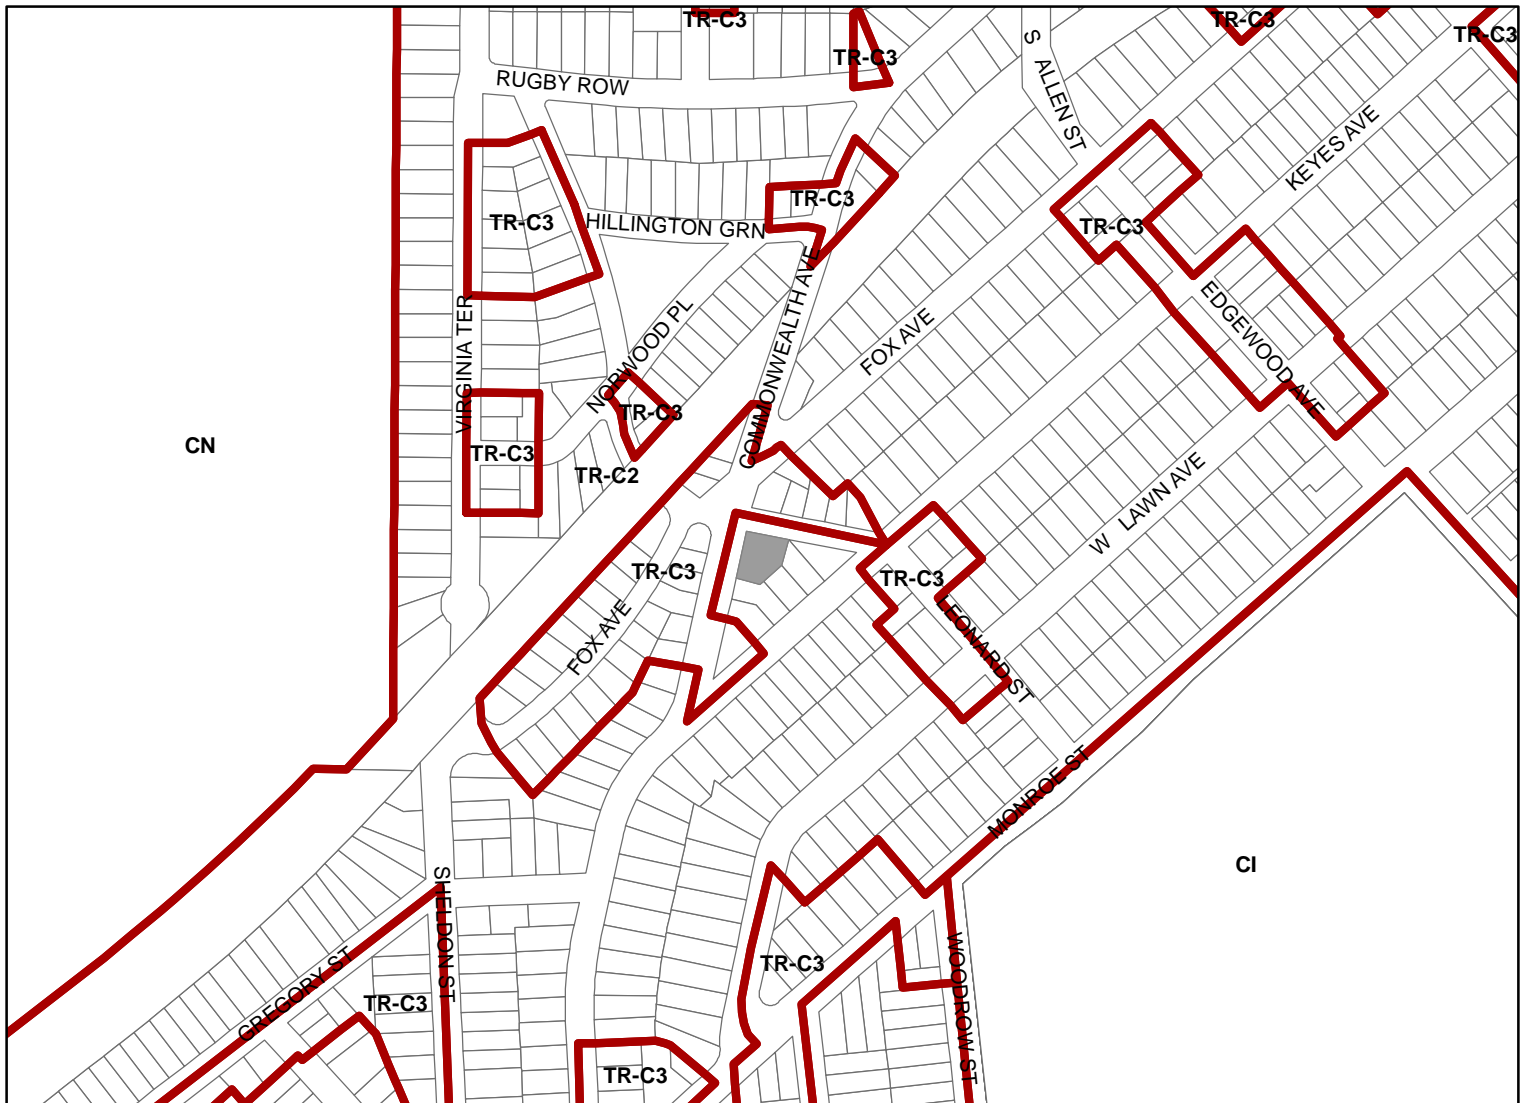 TR-C3
TR-C3
TR-C3
TR-C3
S ALLEN ST
RUGBY ROW
KEYES AVE
TR-C3
TR-C3
HILLINGTON GRN
TR-C3
COMMONWEALTH AVE
EDGEWOOD AVE
VIRGINIA TER
NORWOOD PL
FOX AVE
TR-C3
CN
TR-C3
TR-C2
W LAWN AVE
TR-C3
TR-C3
FOX AVE
LEONARD ST
MONROE ST
CI
SHELDON ST
GREGORY ST
TR-C3
TR-C3
WOODROW ST
TR-C3